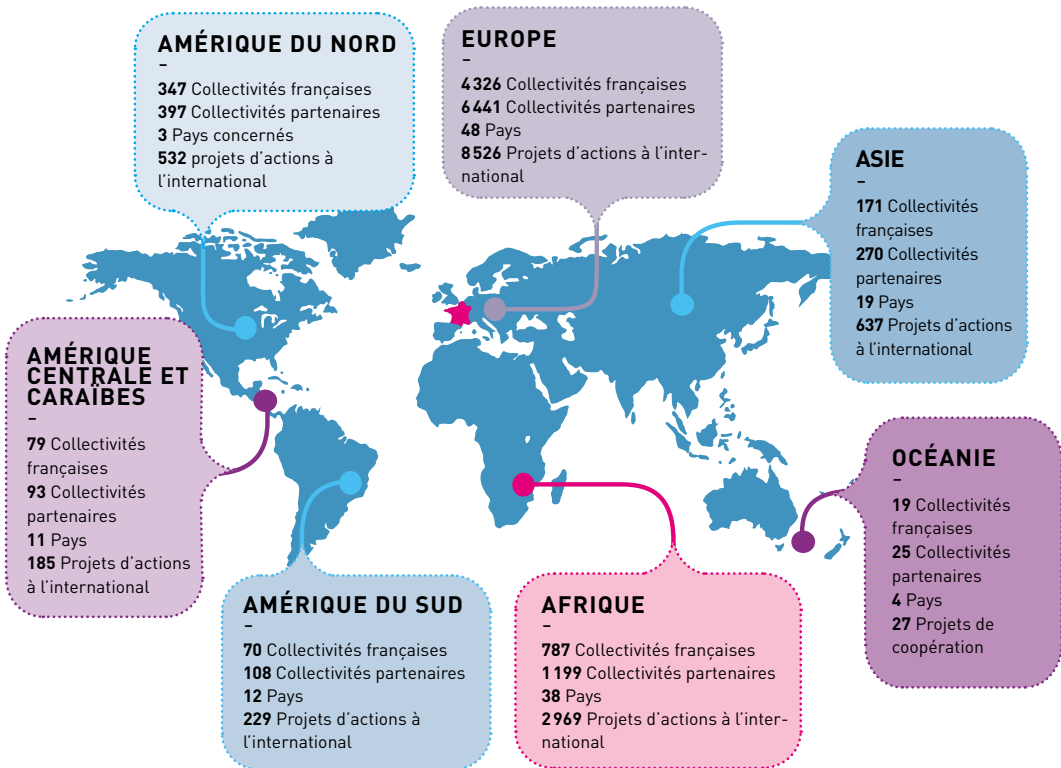 AMÉRIQUE DU NORD
–
347 Collectivités françaises
397 Collectivités partenaires
3 Pays concernés
532 projets d'actions à
l'international
EUROPE
–
4 326 Collectivités françaises
6 441 Collectivités partenaires
48 Pays
8 526 Projets d'actions à l'inter-
national
ASIE
–
171 Collectivités
françaises
270 Collectivités
partenaires
19 Pays
637 Projets d'actions
à l'international
AMÉRIQUE
CENTRALE ET
CARAÏBES
–
79 Collectivités
françaises
93 Collectivités
partenaires
11 Pays
185 Projets d'actions
à l'international
OCÉANIE
–
19 Collectivités
françaises
25 Collectivités
partenaires
4 Pays
27 Projets de
coopération
AMÉRIQUE DU SUD
–
70 Collectivités françaises
108 Collectivités partenaires
12 Pays
229 Projets d'actions à
l'international
AFRIQUE
–
787 Collectivités françaises
1 199 Collectivités partenaires
38 Pays
2 969 Projets d'actions à l'inter-
national